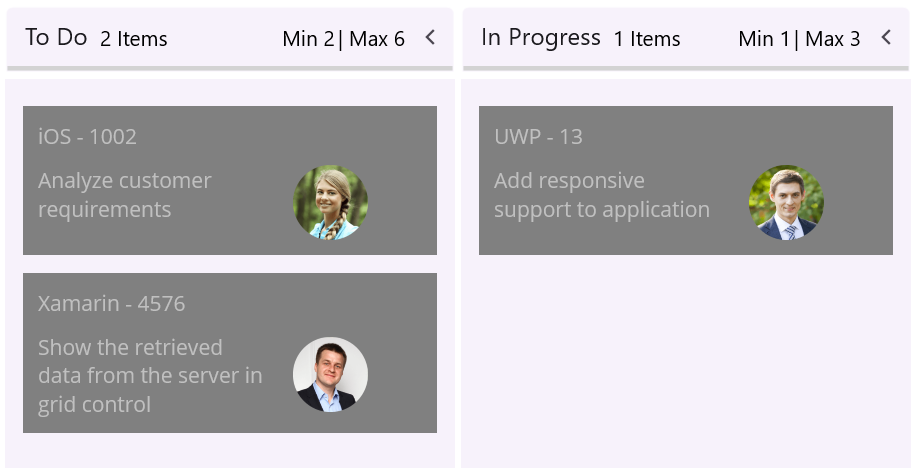 To Do 2 Items Min 2 | Max 6
iOS - 1002
Analyze customer
requirements
Xamarin - 4576
Show the retrieved
data from the server in
grid control
In Progress 1 Items Min 1 | Max 3
UWP - 13
Add responsive
support to application